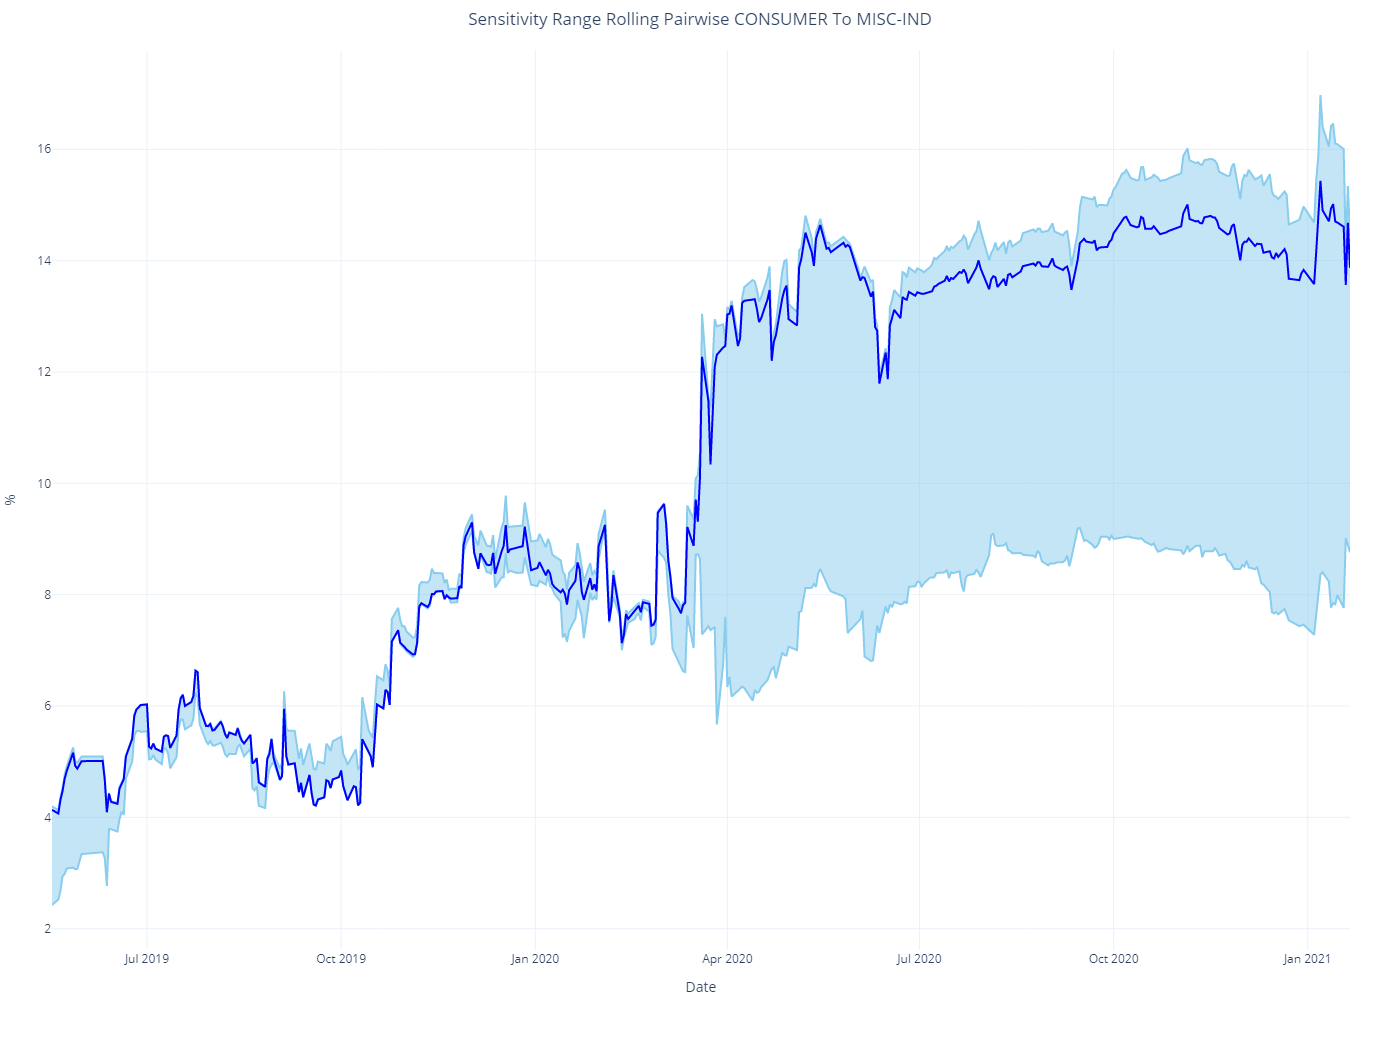 Sensitivity Range Rolling Pairwise CONSUMER To MISC-IND
16
14
12
10
8
6
4
2
%
Jul 2019
Oct 2019
Jan 2020
Apr 2020
Jul 2020
Oct 2020
Jan 2021
Date